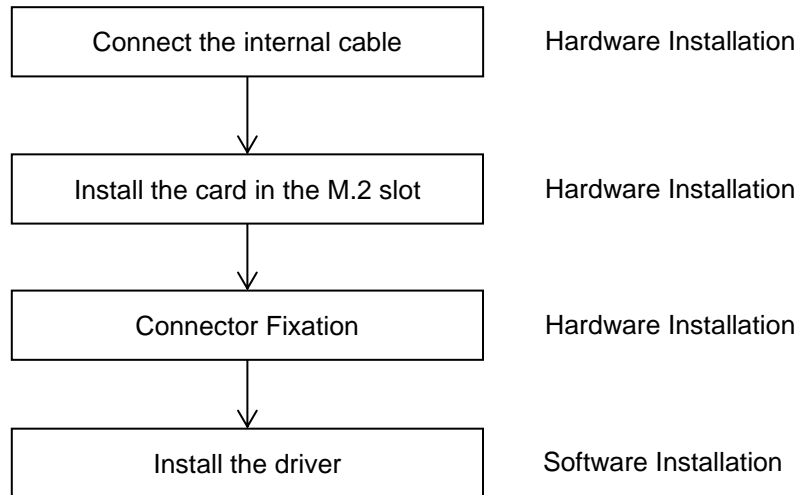 Connect the internal cable
Hardware Installation
Install the card in the M.2 slot
Hardware Installation
Connector Fixation
Hardware Installation
Install the driver
Software Installation